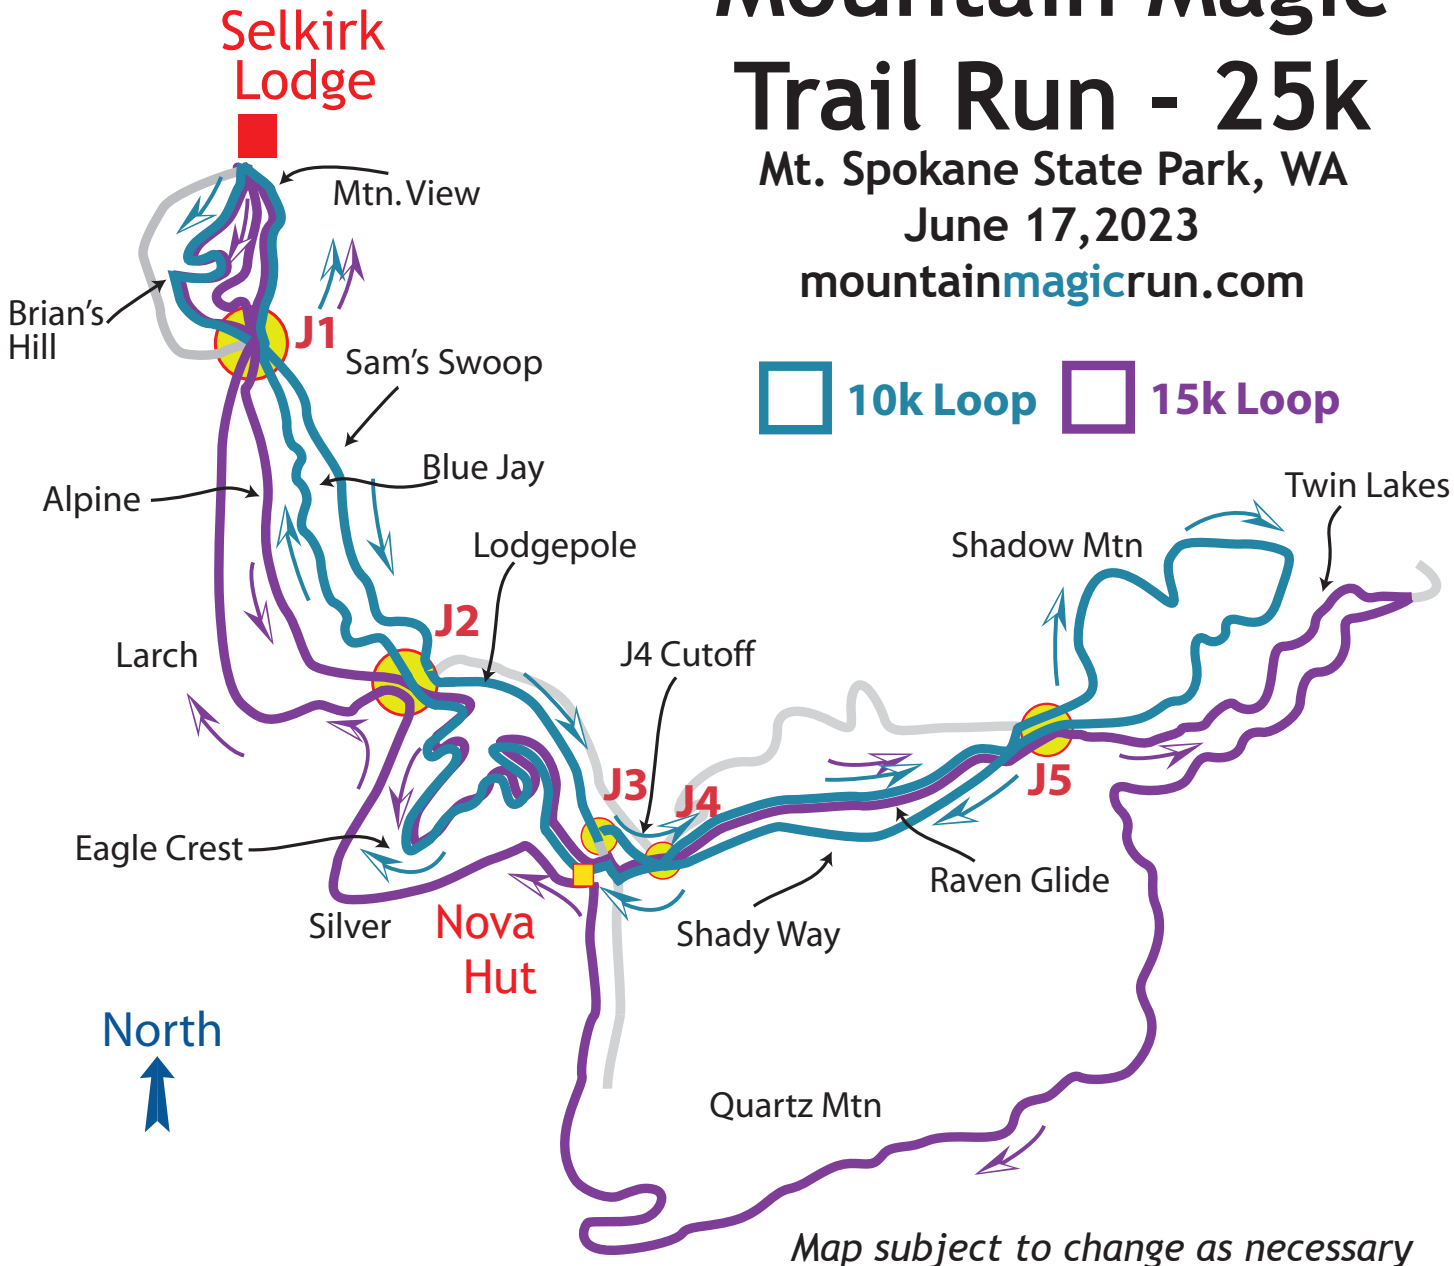 Mountain Magic
Trail Run - 25k
Mt. Spokane State Park, WA
June 17,2023
mountainmagicrun.com
10k Loop
15k Loop
Selkirk
Lodge
Mtn. View
Brian's
Hill
J1
Sam's Swoop
Blue Jay
Alpine
Lodgepole
Twin Lakes
Shadow Mtn
J2
J4 Cutoff
Larch
J3
J4
J5
Eagle Crest
Raven Glide
Silver
Nova
Hut
Shady Way
North
Quartz Mtn
Map subject to change as necessary